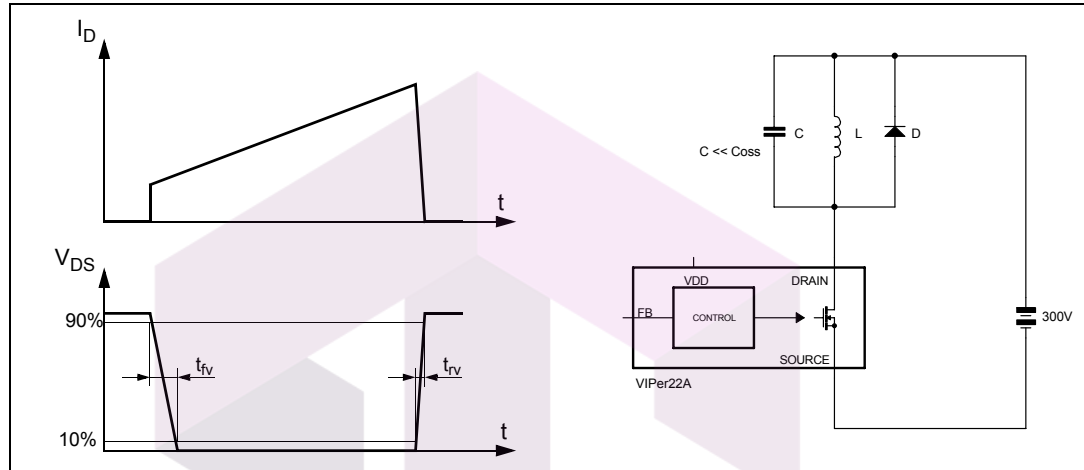 I_D
t
V_DS
90%
t_fv
t_rv
10%
t
C
L
D
C << Coss
VDD
DRAIN
FB
CONTROL
SOURCE
VIPer22A
300V